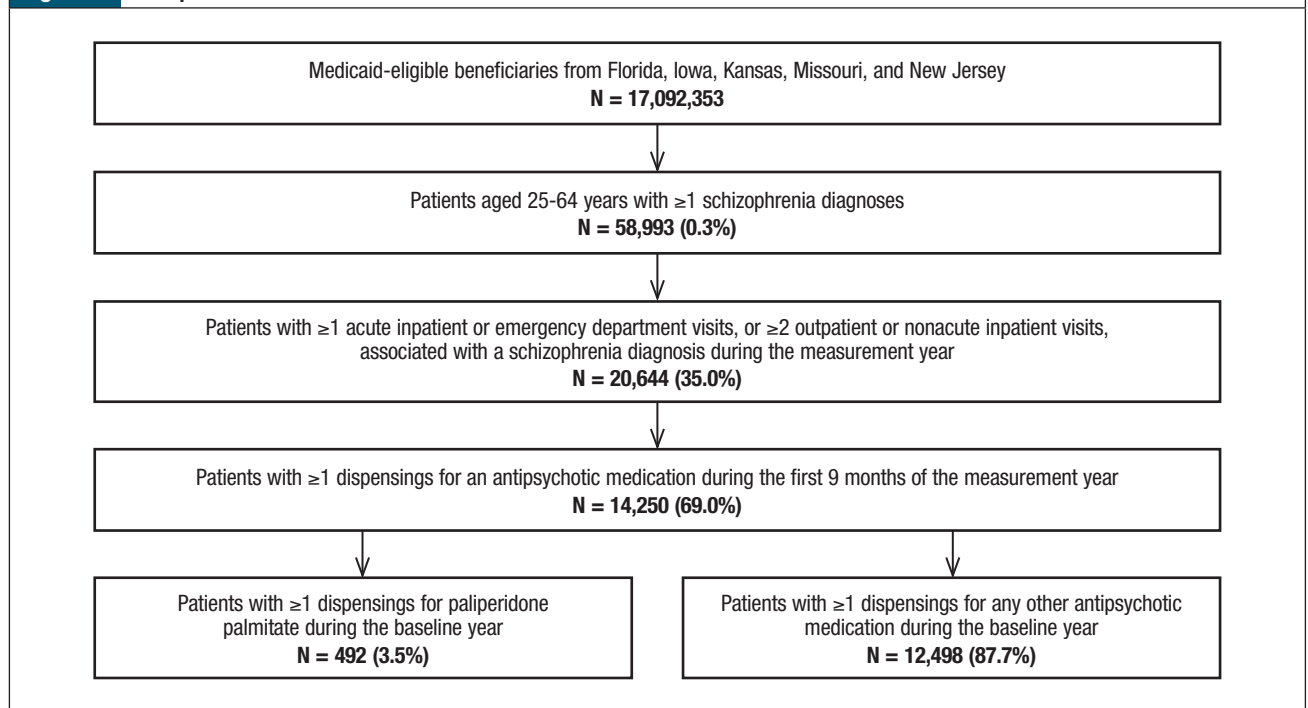 Medicaid-eligible beneficiaries from Florida, Iowa, Kansas, Missouri, and New Jersey
N = 17,092,353
Patients aged 25-64 years with ≥1 schizophrenia diagnoses
N = 58,993 (0.3%)
Patients with ≥1 acute inpatient or emergency department visits, or ≥2 outpatient or nonacute inpatient visits,
associated with a schizophrenia diagnosis during the measurement year
N = 20,644 (35.0%)
Patients with ≥1 dispensings for an antipsychotic medication during the first 9 months of the measurement year
N = 14,250 (69.0%)
Patients with ≥1 dispensings for paliperidone
palmitate during the baseline year
N = 492 (3.5%)
Patients with ≥1 dispensings for any other antipsychotic
medication during the baseline year
N = 12,498 (87.7%)